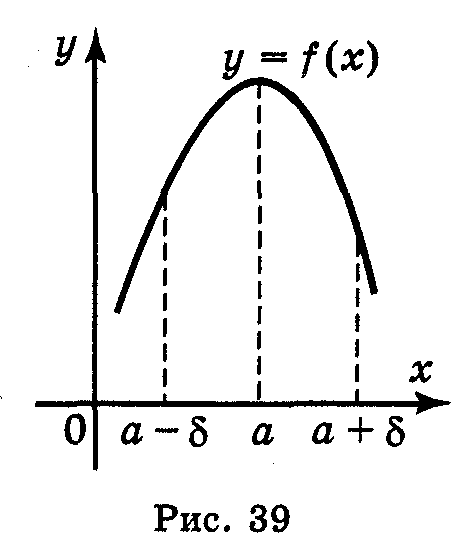 y
y = f(x)
x
0 a − δ a a + δ
Рис. 39